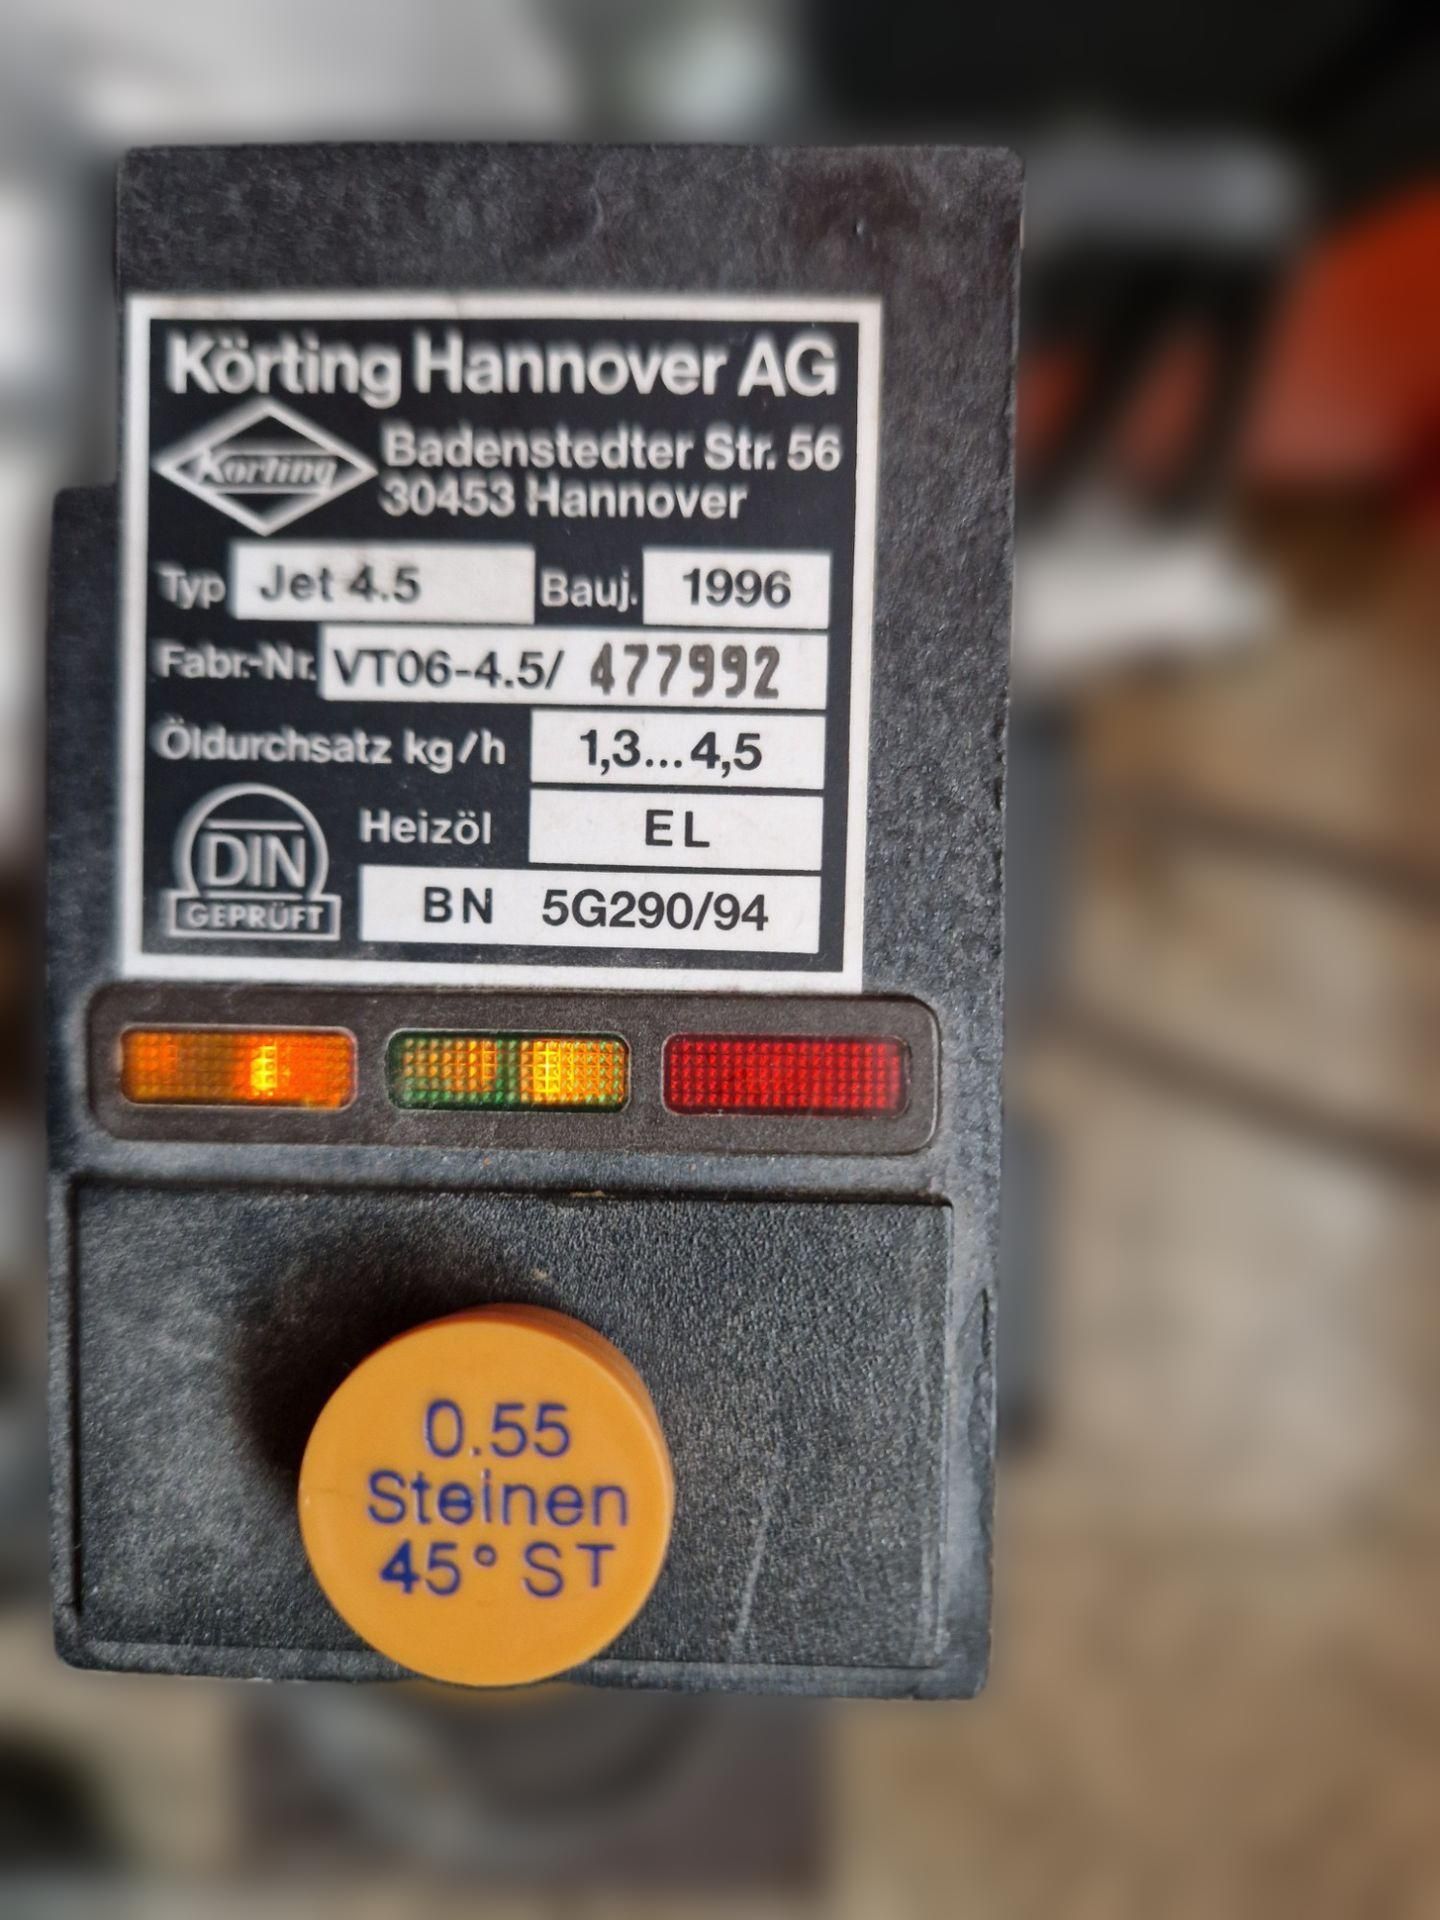 Körting Hannover AG
Körting
Badenstedter Str. 56
30453 Hannover
Typ Jet 4.5 Bauj. 1996
Fabr.-Nr. VT06-4.5/ 477992
Öldurchsatz kg/h 1,3...4,5
Heizöl EL
DIN
GEPRÜFT
BN 5G290/94
0.55
Steinen
45° ST